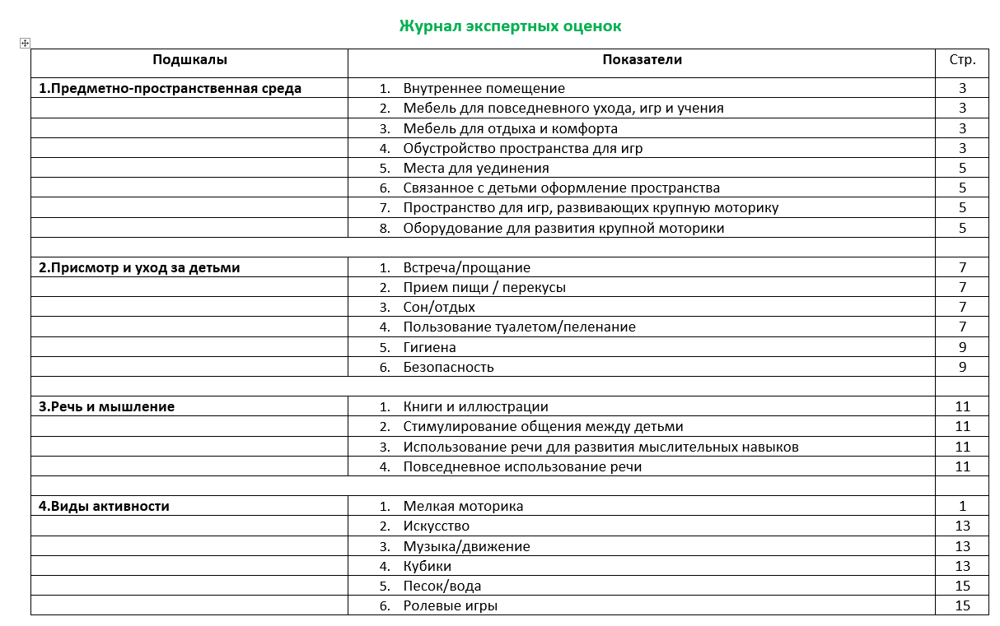 Журнал экспертных оценок
Подшкалы Показатели Стр.
1.Предметно-пространственная среда 1. Внутреннее помещение 3
2. Мебель для повседневного ухода, игр и учения 3
3. Мебель для отдыха и комфорта 3
4. Обустройство пространства для игр 3
5. Места для уединения 5
6. Связанное с детьми оформление пространства 5
7. Пространство для игр, развивающих крупную моторику 5
8. Оборудование для развития крупной моторики 5
2.Присмотр и уход за детьми 1. Встреча/прощание 7
2. Прием пищи / перекусы 7
3. Сон/отдых 7
4. Пользование туалетом/пеленание 7
5. Гигиена 9
6. Безопасность 9
3.Речь и мышление 1. Книги и иллюстрации 11
2. Стимулирование общения между детьми 11
3. Использование речи для развития мыслительных навыков 11
4. Повседневное использование речи 11
4.Виды активности 1. Мелкая моторика 1
2. Искусство 13
3. Музыка/движение 13
4. Кубики 13
5. Песок/вода 15
6. Ролевые игры 15